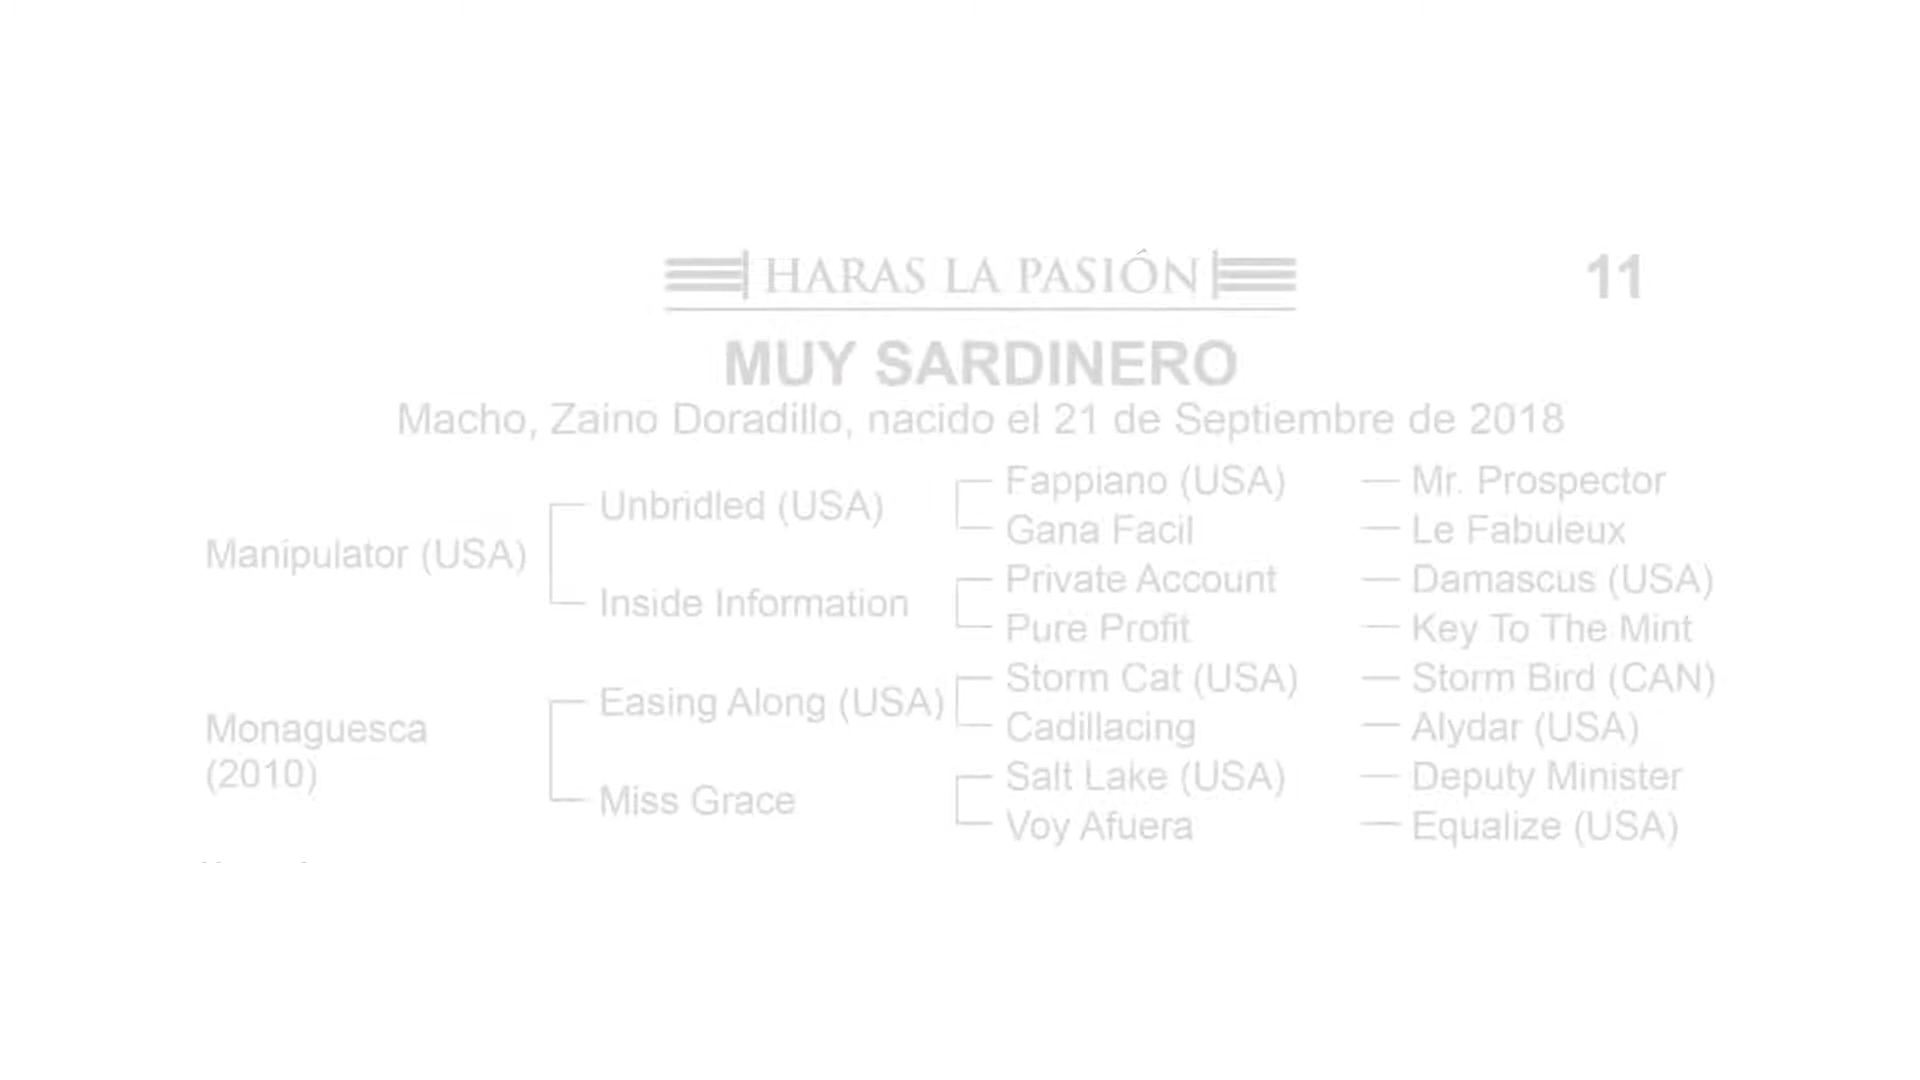 HARAS LA PASIÓN
11
MUY SARDINERO
Macho, Zaino Doradillo, nacido el 21 de Septiembre de 2018
Fappiano (USA) — Mr. Prospector
Unbridled (USA)
Gana Facil — Le Fabuleux
Manipulator (USA)
Private Account — Damascus (USA)
Inside Information
Pure Profit — Key To The Mint
Storm Cat (USA) — Storm Bird (CAN)
Easing Along (USA)
Cadillacing — Alydar (USA)
Monaguesca
(2010)
Salt Lake (USA) — Deputy Minister
Miss Grace
Voy Afuera — Equalize (USA)